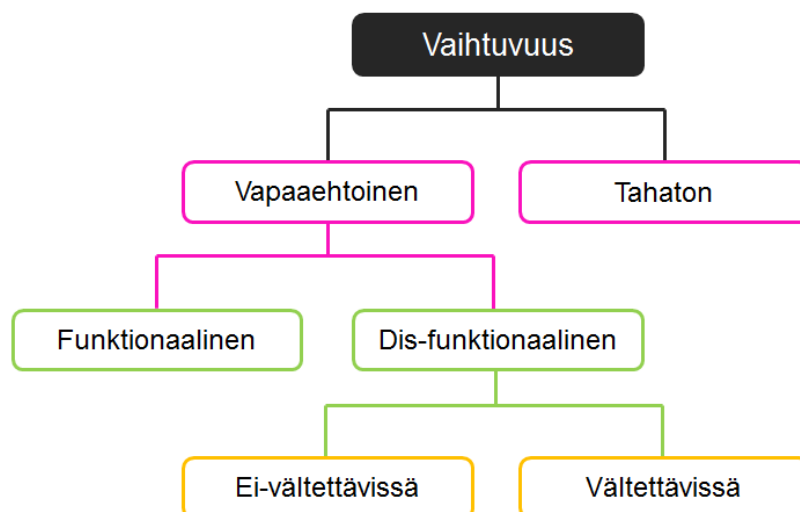 Vaihtuvuus
Vapaaehtoinen
Tahaton
Funktionaalinen
Dis-funktionaalinen
Ei-vältettävissä
Vältettävissä